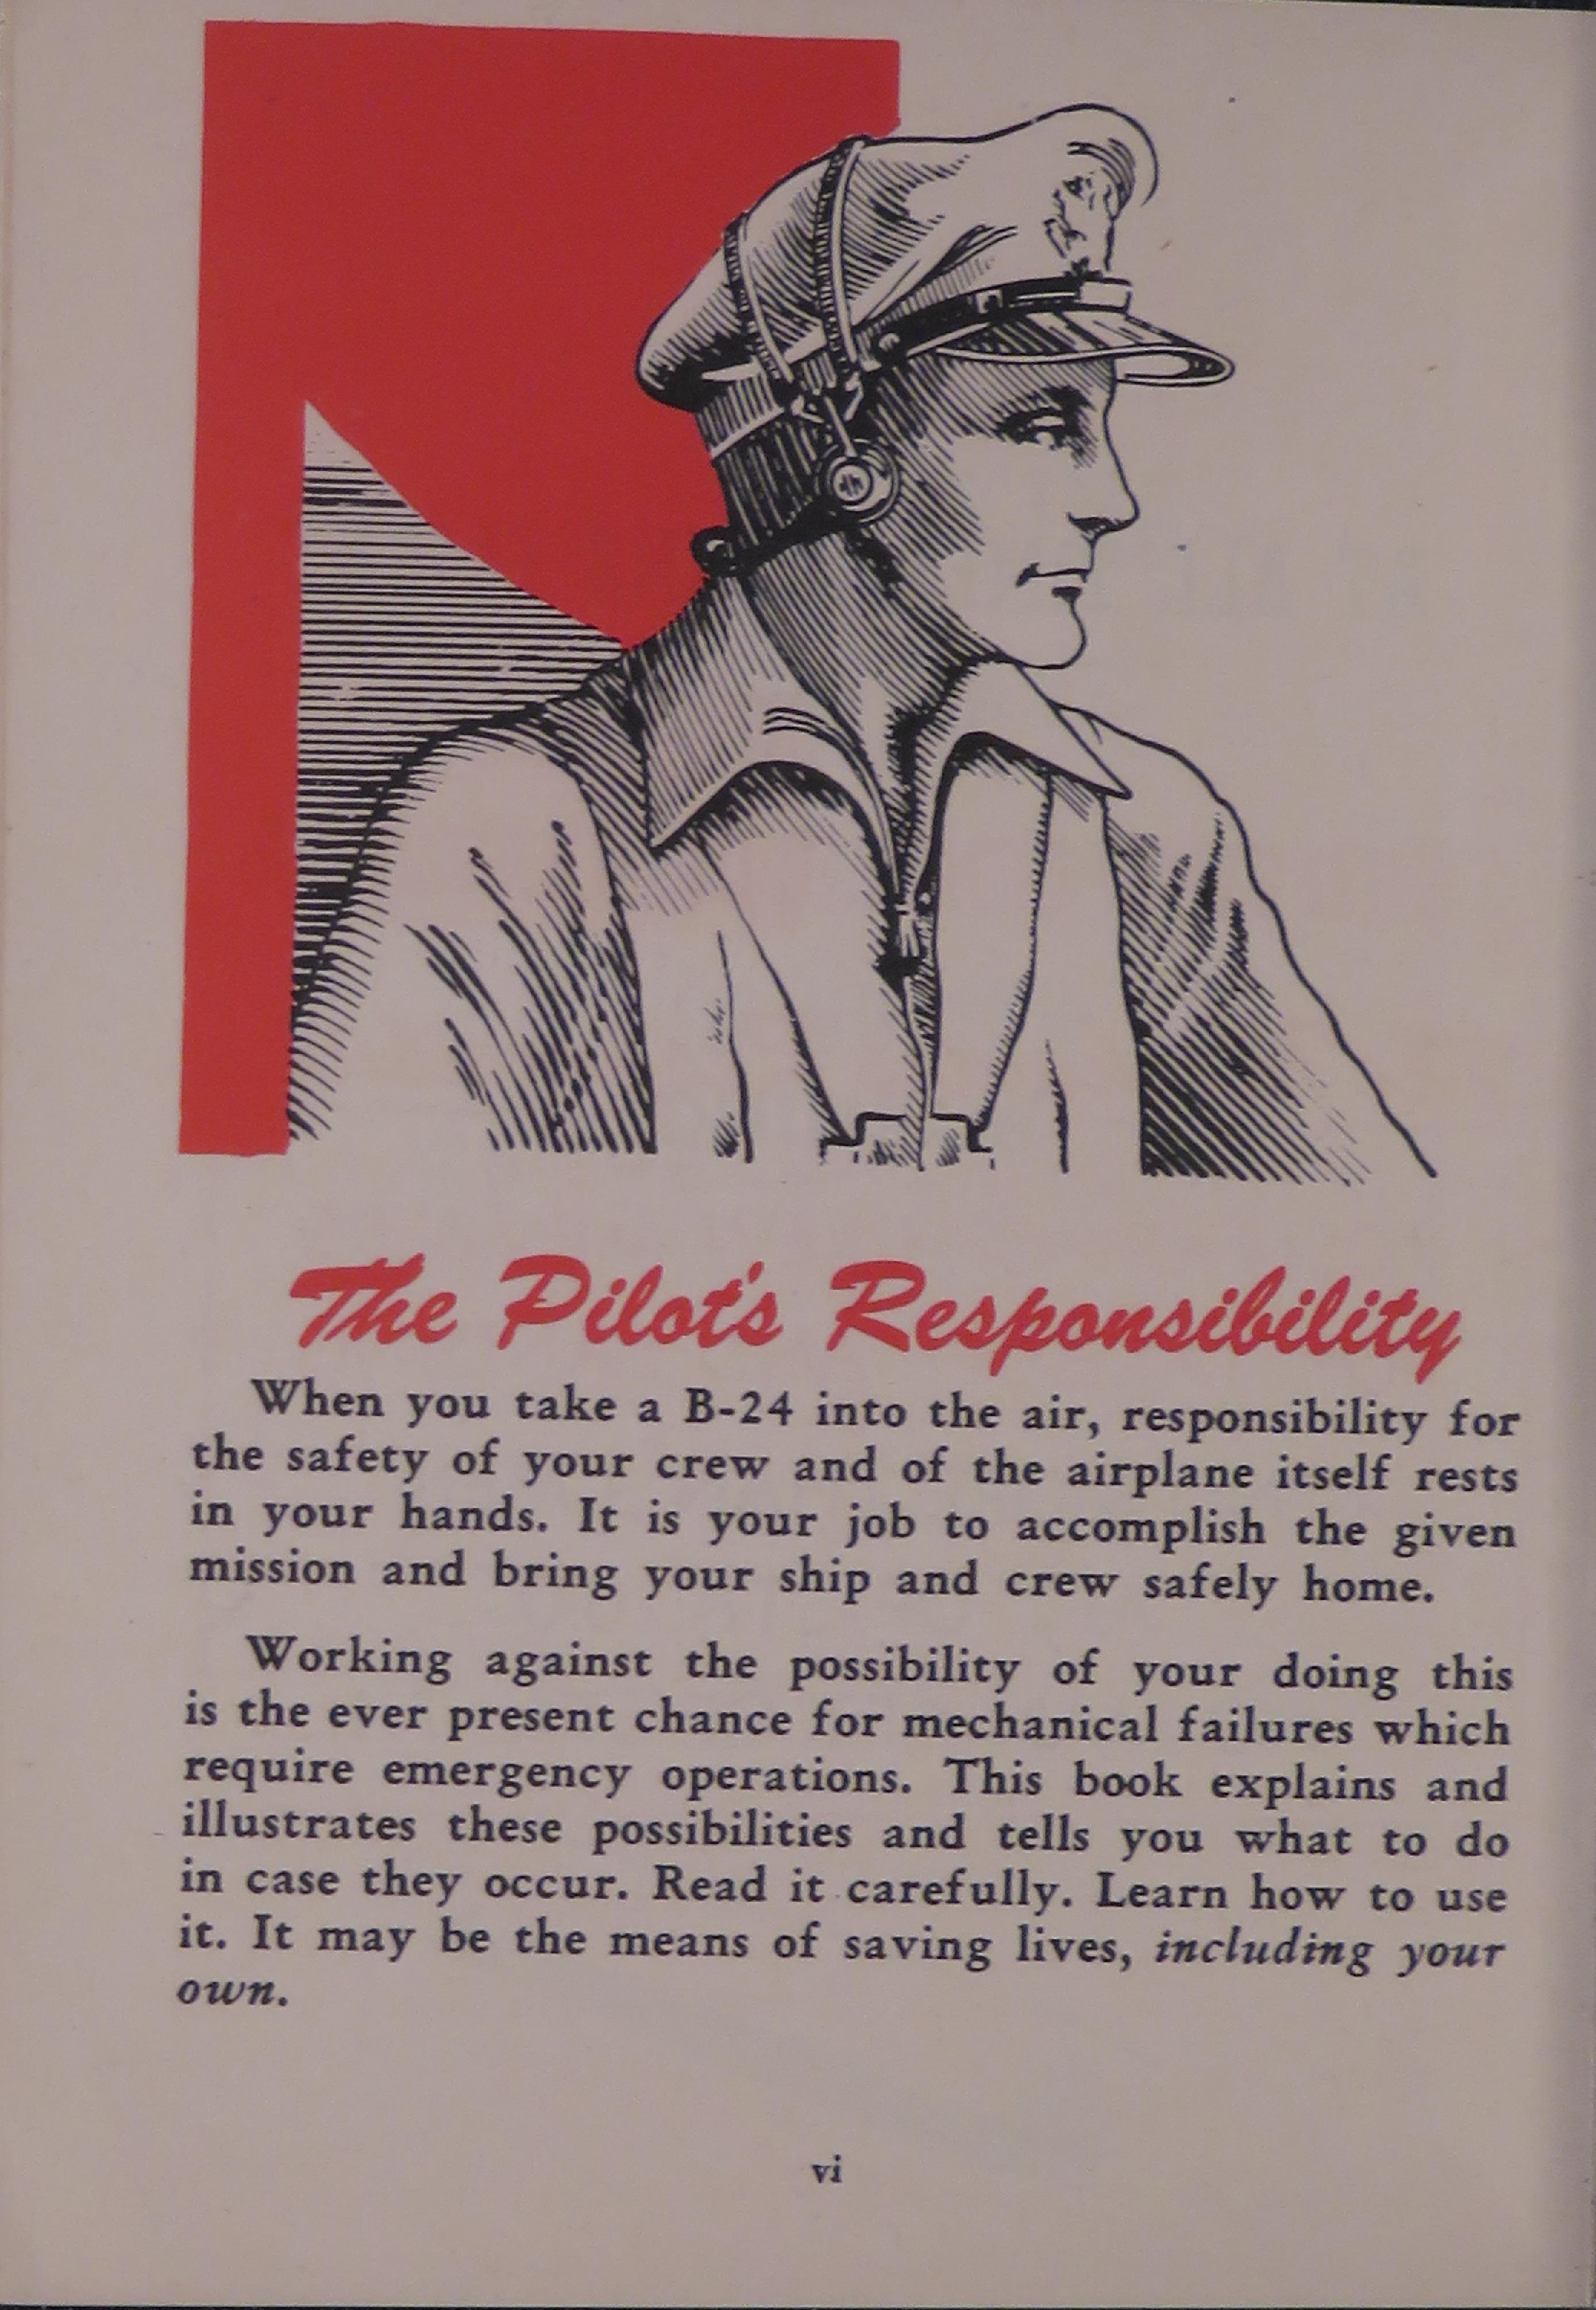 The Pilot's Responsibility
When you take a B-24 into the air, responsibility for
the safety of your crew and of the airplane itself rests
in your hands. It is your job to accomplish the given
mission and bring your ship and crew safely home.
Working against the possibility of your doing this
is the ever present chance for mechanical failures which
require emergency operations. This book explains and
illustrates these possibilities and tells you what to do
in case they occur. Read it carefully. Learn how to use
it. It may be the means of saving lives, including your
own.
vi